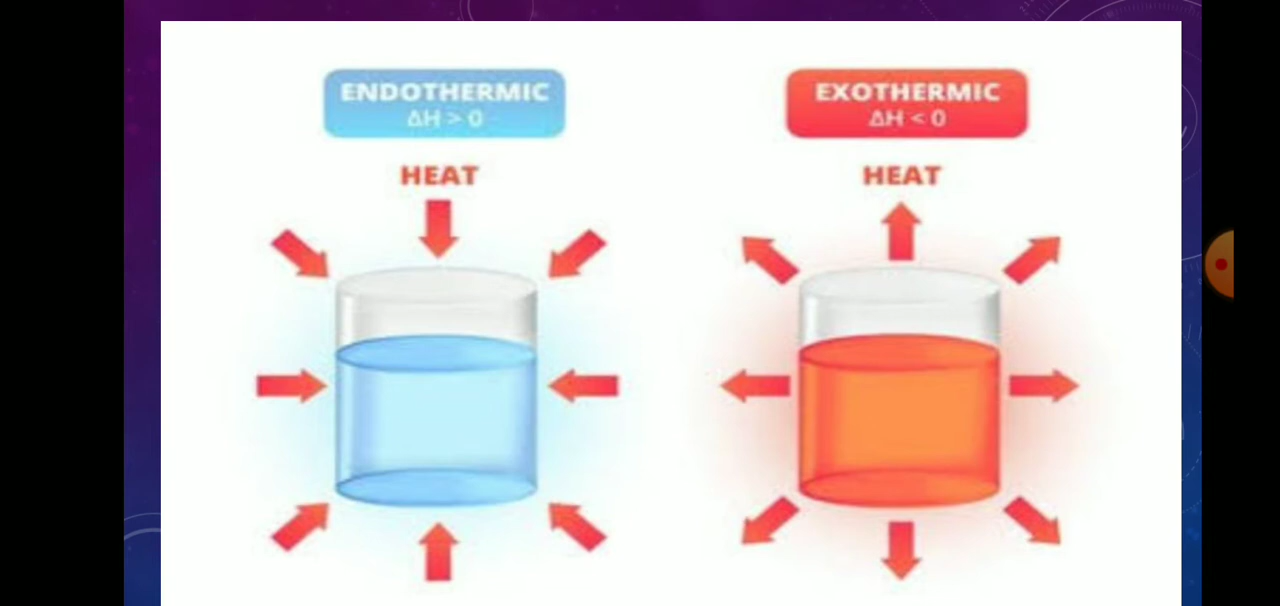 ENDOTHERMIC
ΔH > 0
HEAT
EXOTHERMIC
ΔH < 0
HEAT